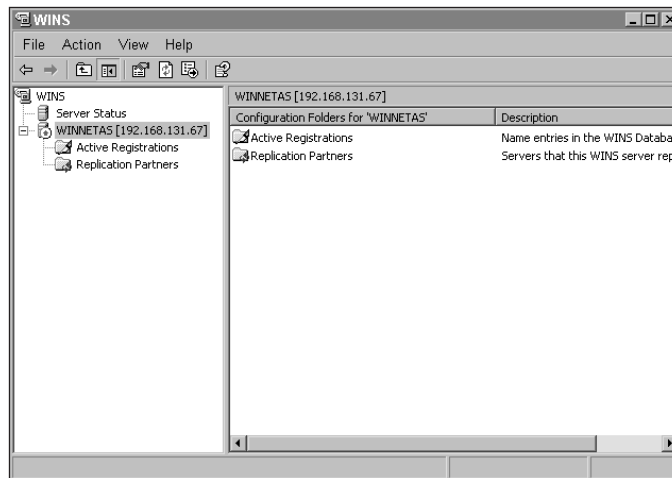 WINS
File Action View Help
WINS
Server Status
WINNETAS [192.168.131.67]
Active Registrations
Replication Partners
WINNETAS [192.168.131.67]
Configuration Folders for 'WINNETAS' Description
Active Registrations Name entries in the WINS Databa
Replication Partners Servers that this WINS server rep